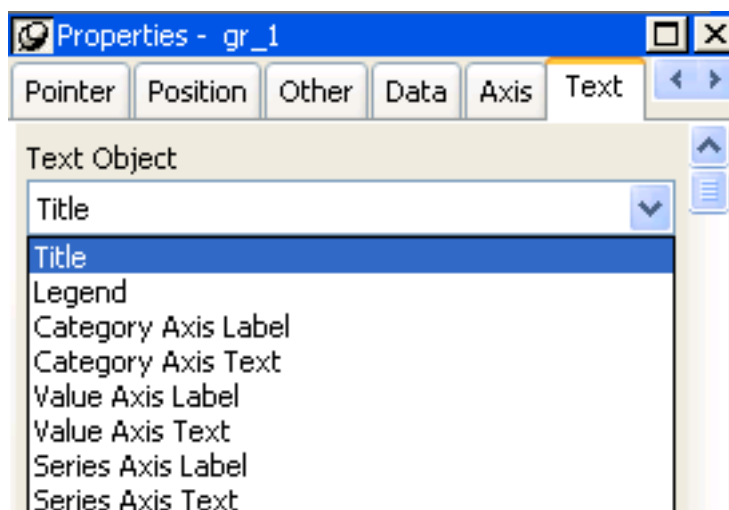 Properties - gr_1
Pointer Position Other Data Axis Text
Text Object
Title
Title
Legend
Category Axis Label
Category Axis Text
Value Axis Label
Value Axis Text
Series Axis Label
Series Axis Text